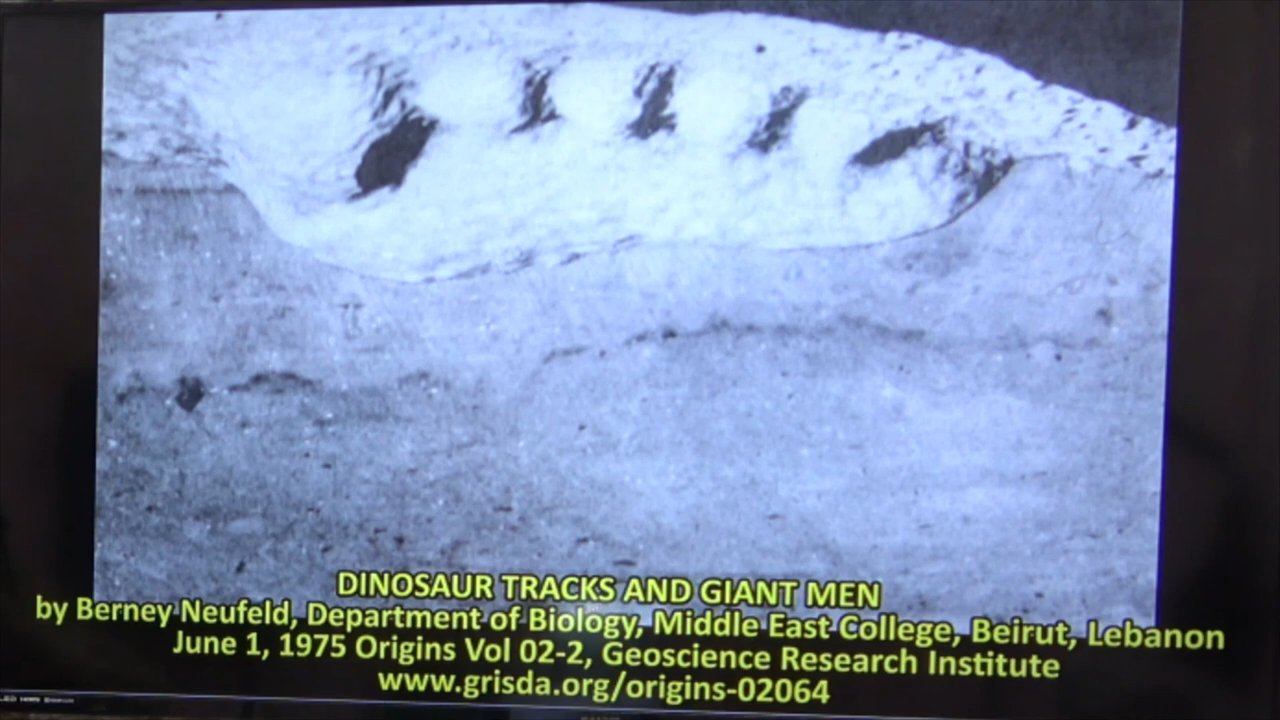 DINOSAUR TRACKS AND GIANT MEN
by Berney Neufeld, Department of Biology, Middle East College, Beirut, Lebanon
June 1, 1975 Origins Vol 02-2, Geoscience Research Institute
www.grisda.org/origins-02064